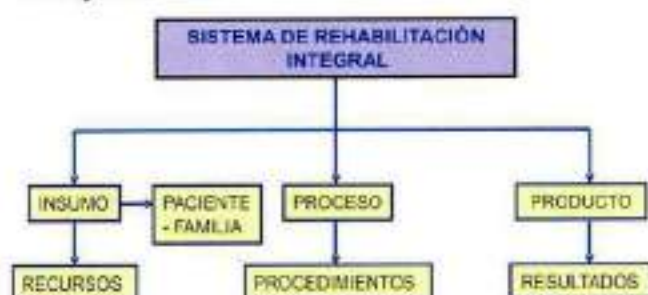 SISTEMA DE REHABILITACIÓN
INTEGRAL
INSUMO
PACIENTE
- FAMILIA
PROCESO
PRODUCTO
RECURSOS
PROCEDIMIENTOS
RESULTADOS